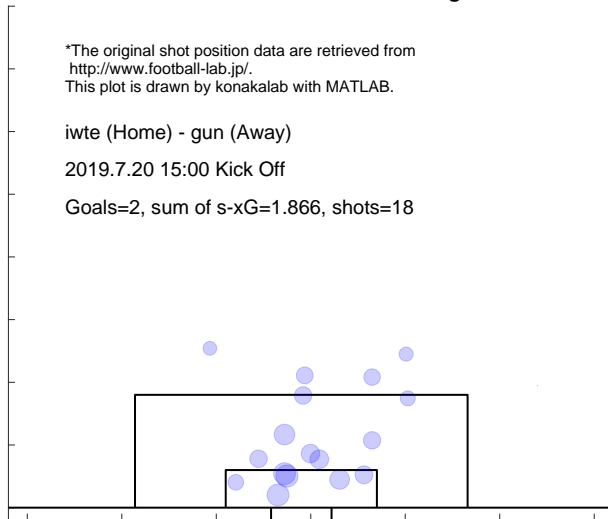 *The original shot position data are retrieved from
http://www.football-lab.jp/.
This plot is drawn by konakalab with MATLAB.
iwte (Home) - gun (Away)
2019.7.20 15:00 Kick Off
Goals=2, sum of s-xG=1.866, shots=18